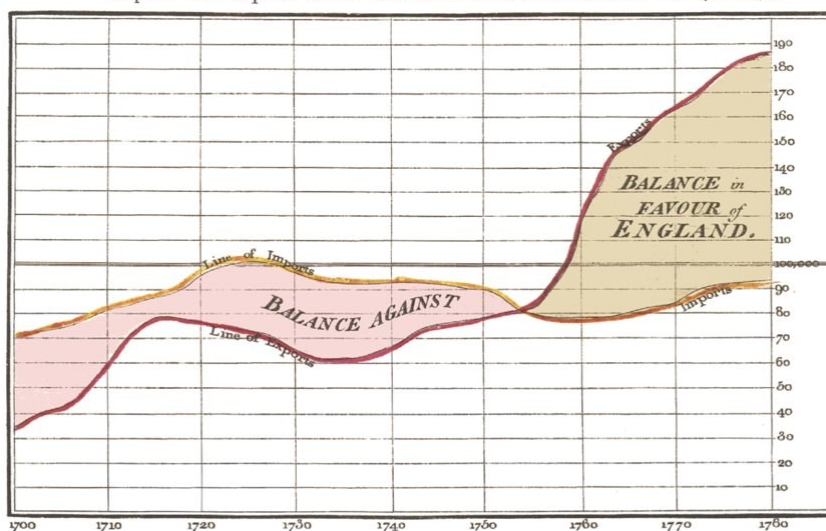 190
180
170
160
150
140
130
120
110
100,000
90
80
70
60
50
40
30
20
10
Exports
BALANCE in
FAVOUR of
ENGLAND.
Line of Imports
BALANCE AGAINST
Imports
Line of Exports
1700 1710 1720 1730 1740 1750 1760 1770 1780